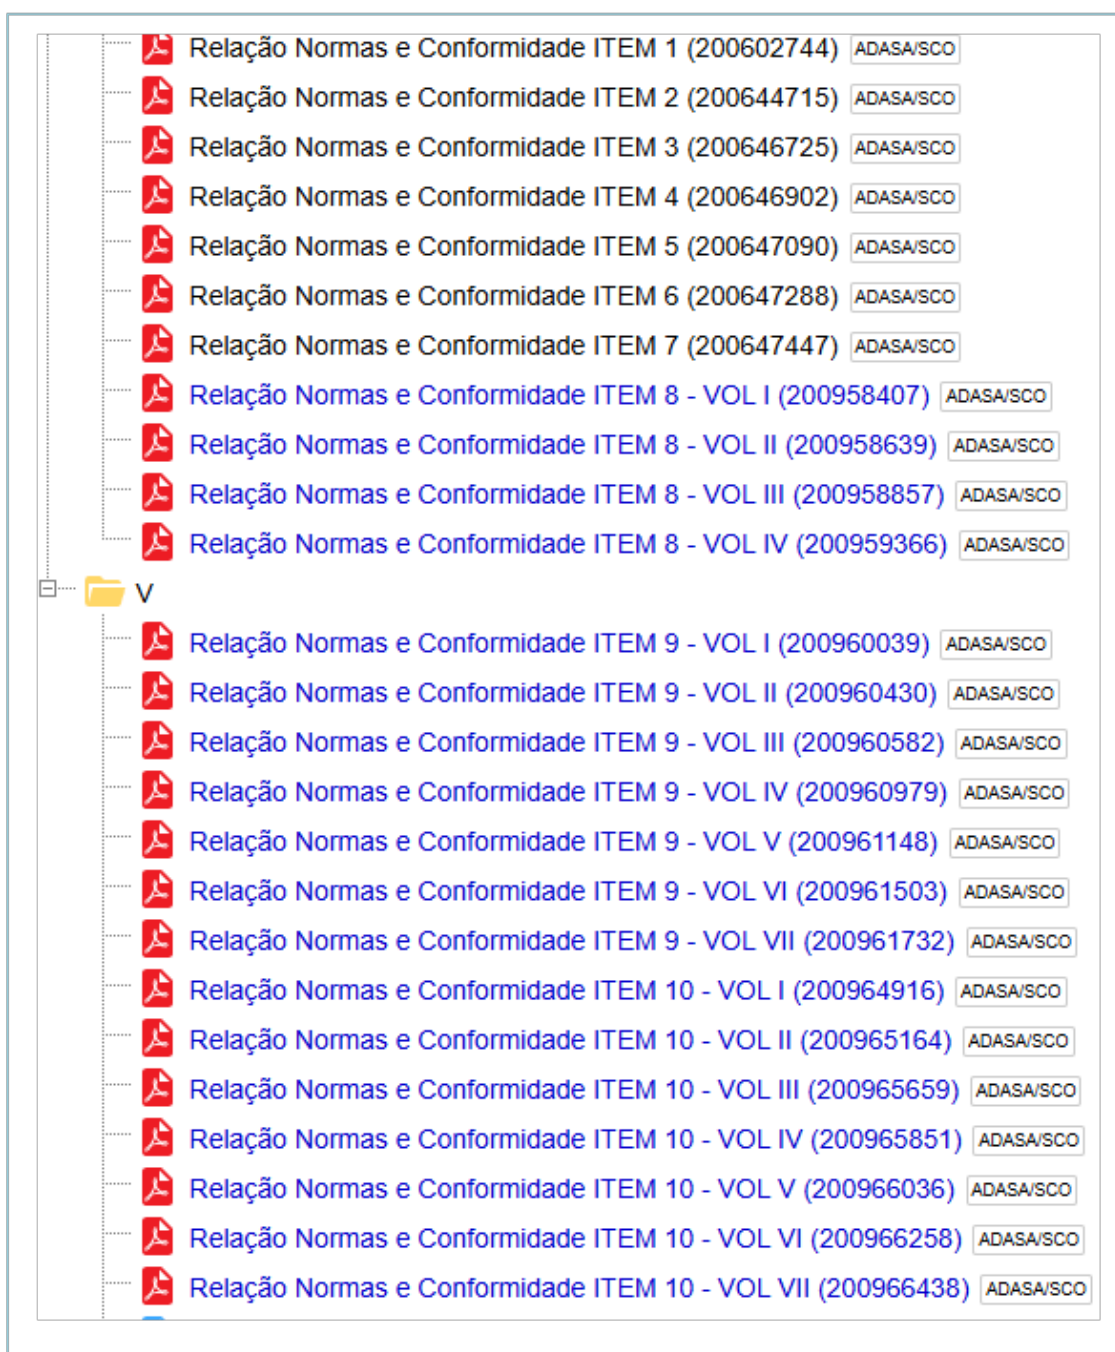 Relação Normas e Conformidade ITEM 1 (200602744) ADASA/SCO
Relação Normas e Conformidade ITEM 2 (200644715) ADASA/SCO
Relação Normas e Conformidade ITEM 3 (200646725) ADASA/SCO
Relação Normas e Conformidade ITEM 4 (200646902) ADASA/SCO
Relação Normas e Conformidade ITEM 5 (200647090) ADASA/SCO
Relação Normas e Conformidade ITEM 6 (200647288) ADASA/SCO
Relação Normas e Conformidade ITEM 7 (200647447) ADASA/SCO
Relação Normas e Conformidade ITEM 8 - VOL I (200958407) ADASA/SCO
Relação Normas e Conformidade ITEM 8 - VOL II (200958639) ADASA/SCO
Relação Normas e Conformidade ITEM 8 - VOL III (200958857) ADASA/SCO
Relação Normas e Conformidade ITEM 8 - VOL IV (200959366) ADASA/SCO
V
Relação Normas e Conformidade ITEM 9 - VOL I (200960039) ADASA/SCO
Relação Normas e Conformidade ITEM 9 - VOL II (200960430) ADASA/SCO
Relação Normas e Conformidade ITEM 9 - VOL III (200960582) ADASA/SCO
Relação Normas e Conformidade ITEM 9 - VOL IV (200960979) ADASA/SCO
Relação Normas e Conformidade ITEM 9 - VOL V (200961148) ADASA/SCO
Relação Normas e Conformidade ITEM 9 - VOL VI (200961503) ADASA/SCO
Relação Normas e Conformidade ITEM 9 - VOL VII (200961732) ADASA/SCO
Relação Normas e Conformidade ITEM 10 - VOL I (200964916) ADASA/SCO
Relação Normas e Conformidade ITEM 10 - VOL II (200965164) ADASA/SCO
Relação Normas e Conformidade ITEM 10 - VOL III (200965659) ADASA/SCO
Relação Normas e Conformidade ITEM 10 - VOL IV (200965851) ADASA/SCO
Relação Normas e Conformidade ITEM 10 - VOL V (200966036) ADASA/SCO
Relação Normas e Conformidade ITEM 10 - VOL VI (200966258) ADASA/SCO
Relação Normas e Conformidade ITEM 10 - VOL VII (200966438) ADASA/SCO